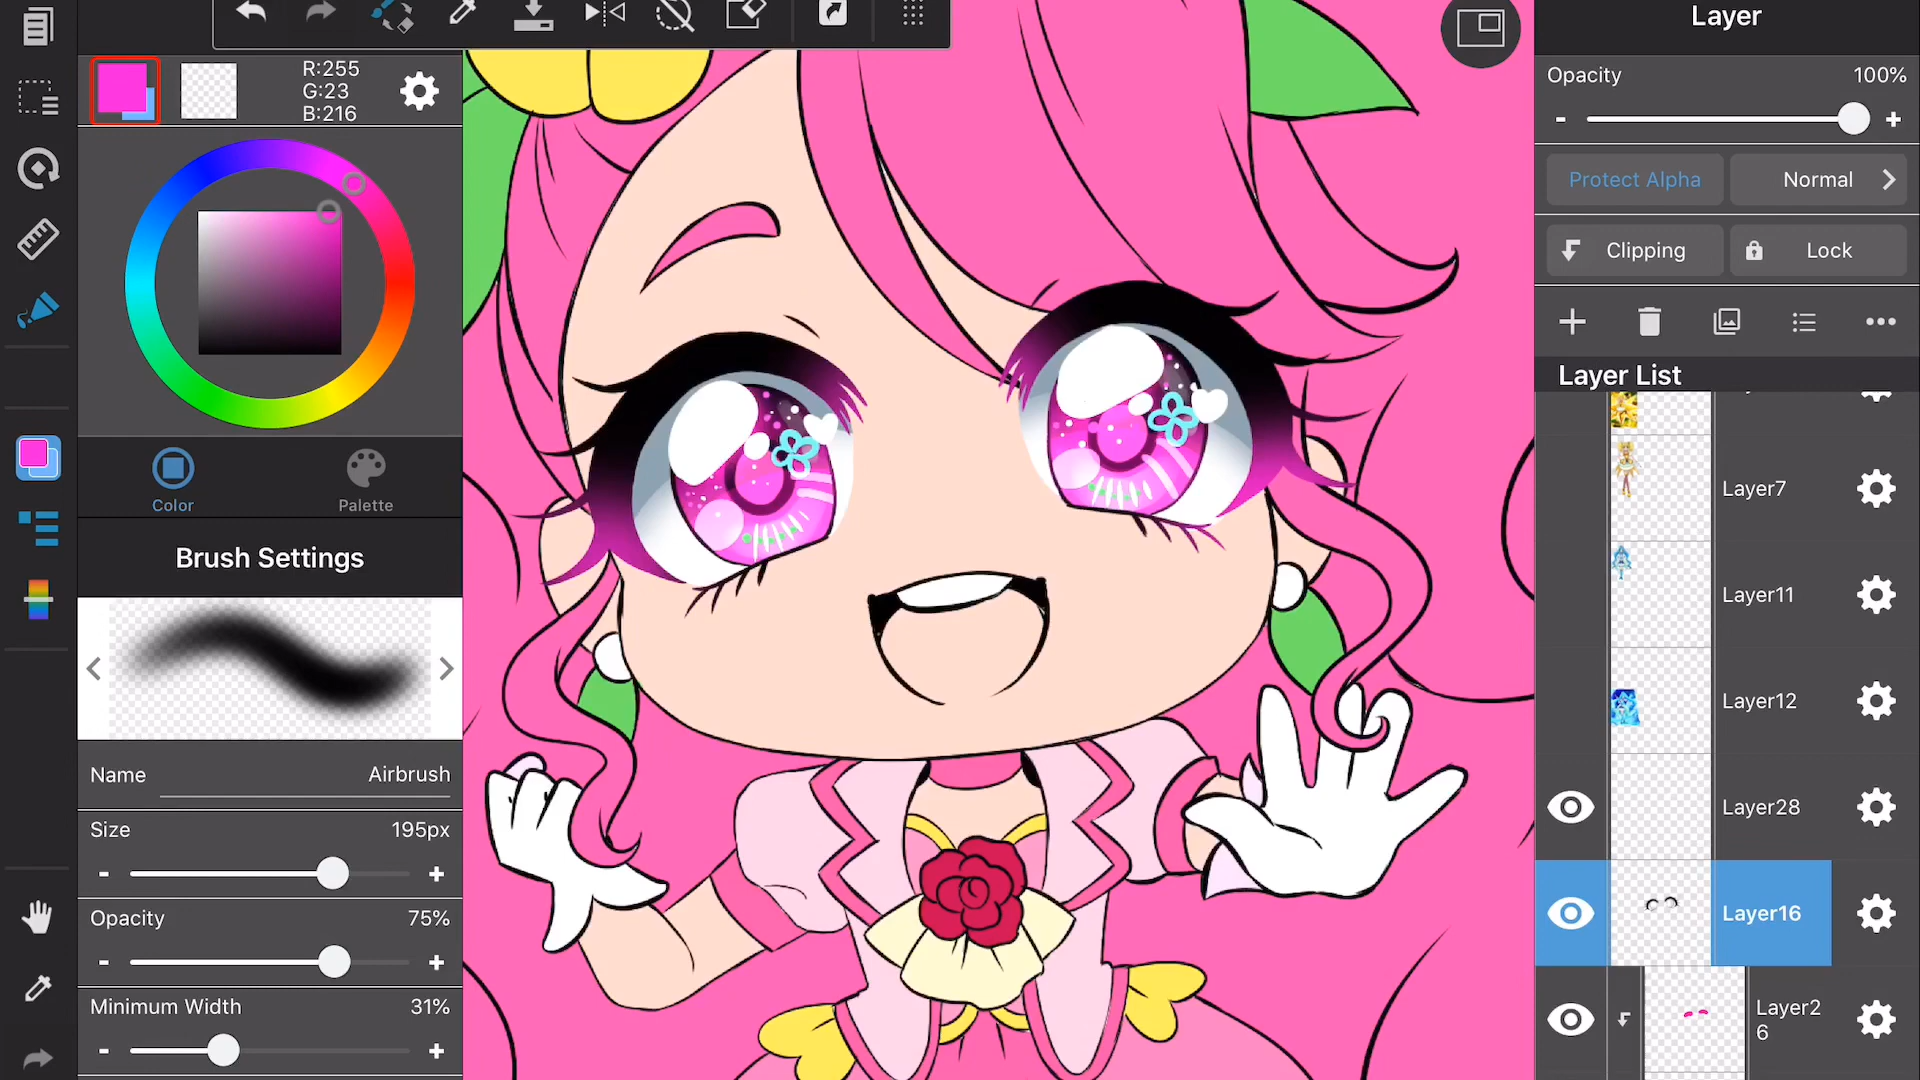 R:255
G:23
B:216
Color
Palette
Brush Settings
Name
Airbrush
Size
195px
-
+
Opacity
75%
-
+
Minimum Width
31%
-
+
Layer
Opacity
100%
-
+
Protect Alpha
Normal
Clipping
Lock
Layer List
Layer7
Layer11
Layer12
Layer28
Layer16
Layer2
6